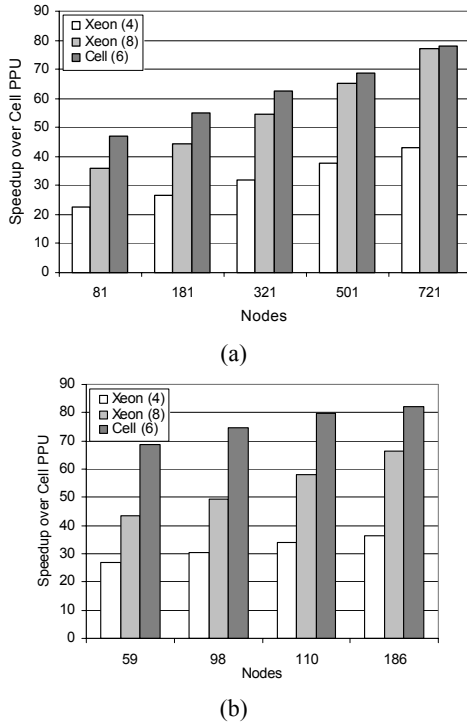 90
80
70
60
50
40
30
20
10
0
Speedup over Cell PPU
Xeon (4)
Xeon (8)
Cell (6)
81 181 321 501 721
Nodes
(a)
90
80
70
60
50
40
30
20
10
0
Speedup over Cell PPU
Xeon (4)
Xeon (8)
Cell (6)
59 98 110 186
Nodes
(b)